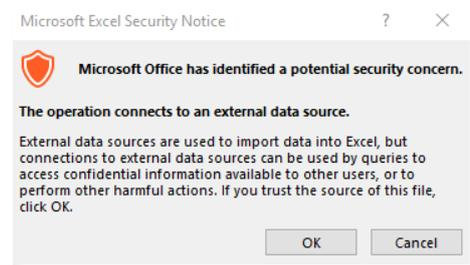 Microsoft Excel Security Notice ? ×
Microsoft Office has identified a potential security concern.
The operation connects to an external data source.
External data sources are used to import data into Excel, but
connections to external data sources can be used by queries to
access confidential information available to other users, or to
perform other harmful actions. If you trust the source of this file,
click OK.
OK Cancel